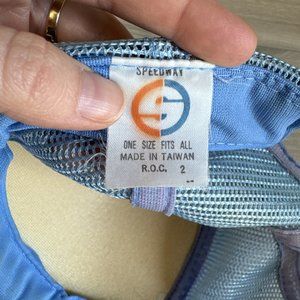 SPEEDWAY
S
ONE SIZE FITS ALL
MADE IN TAIWAN
R.O.C. 2